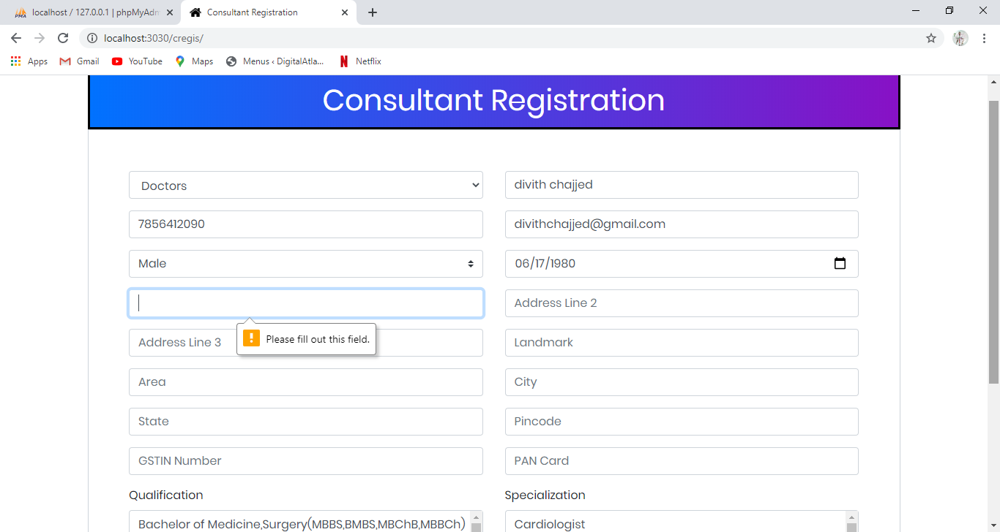 localhost / 127.0.0.1 | phpMyAdm
Consultant Registration
localhost:3030/cregis/
Apps Gmail YouTube Maps Menus ‹ DigitalAtla... Netflix
Consultant Registration
Doctors divith chajjed
7856412090 divithchajjed@gmail.com
Male 06/17/1980
Address Line 2
Please fill out this field.
Address Line 3 Landmark
Area City
State Pincode
GSTIN Number PAN Card
Qualification Specialization
Bachelor of Medicine,Surgery(MBBS,BMBS,MBChB,MBBCh) Cardiologist